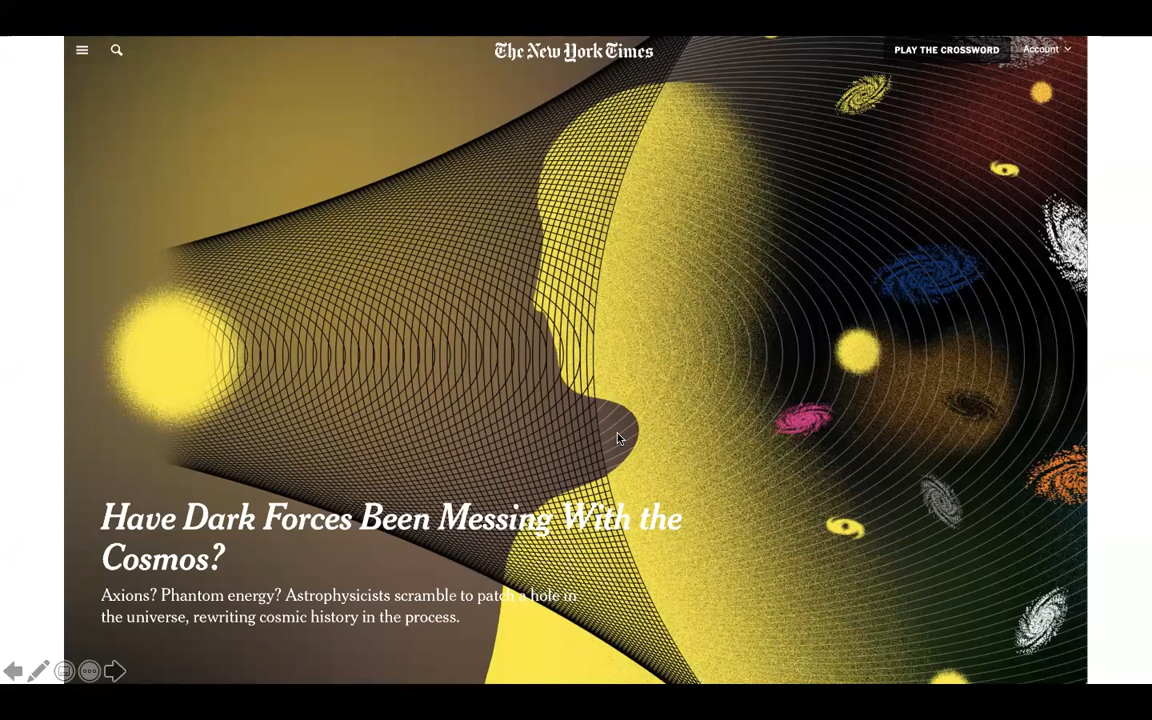 The New York Times
PLAY THE CROSSWORD
Account
Have Dark Forces Been Messing With the
Cosmos?
Axions? Phantom energy? Astrophysicists scramble to patch a hole in
the universe, rewriting cosmic history in the process.